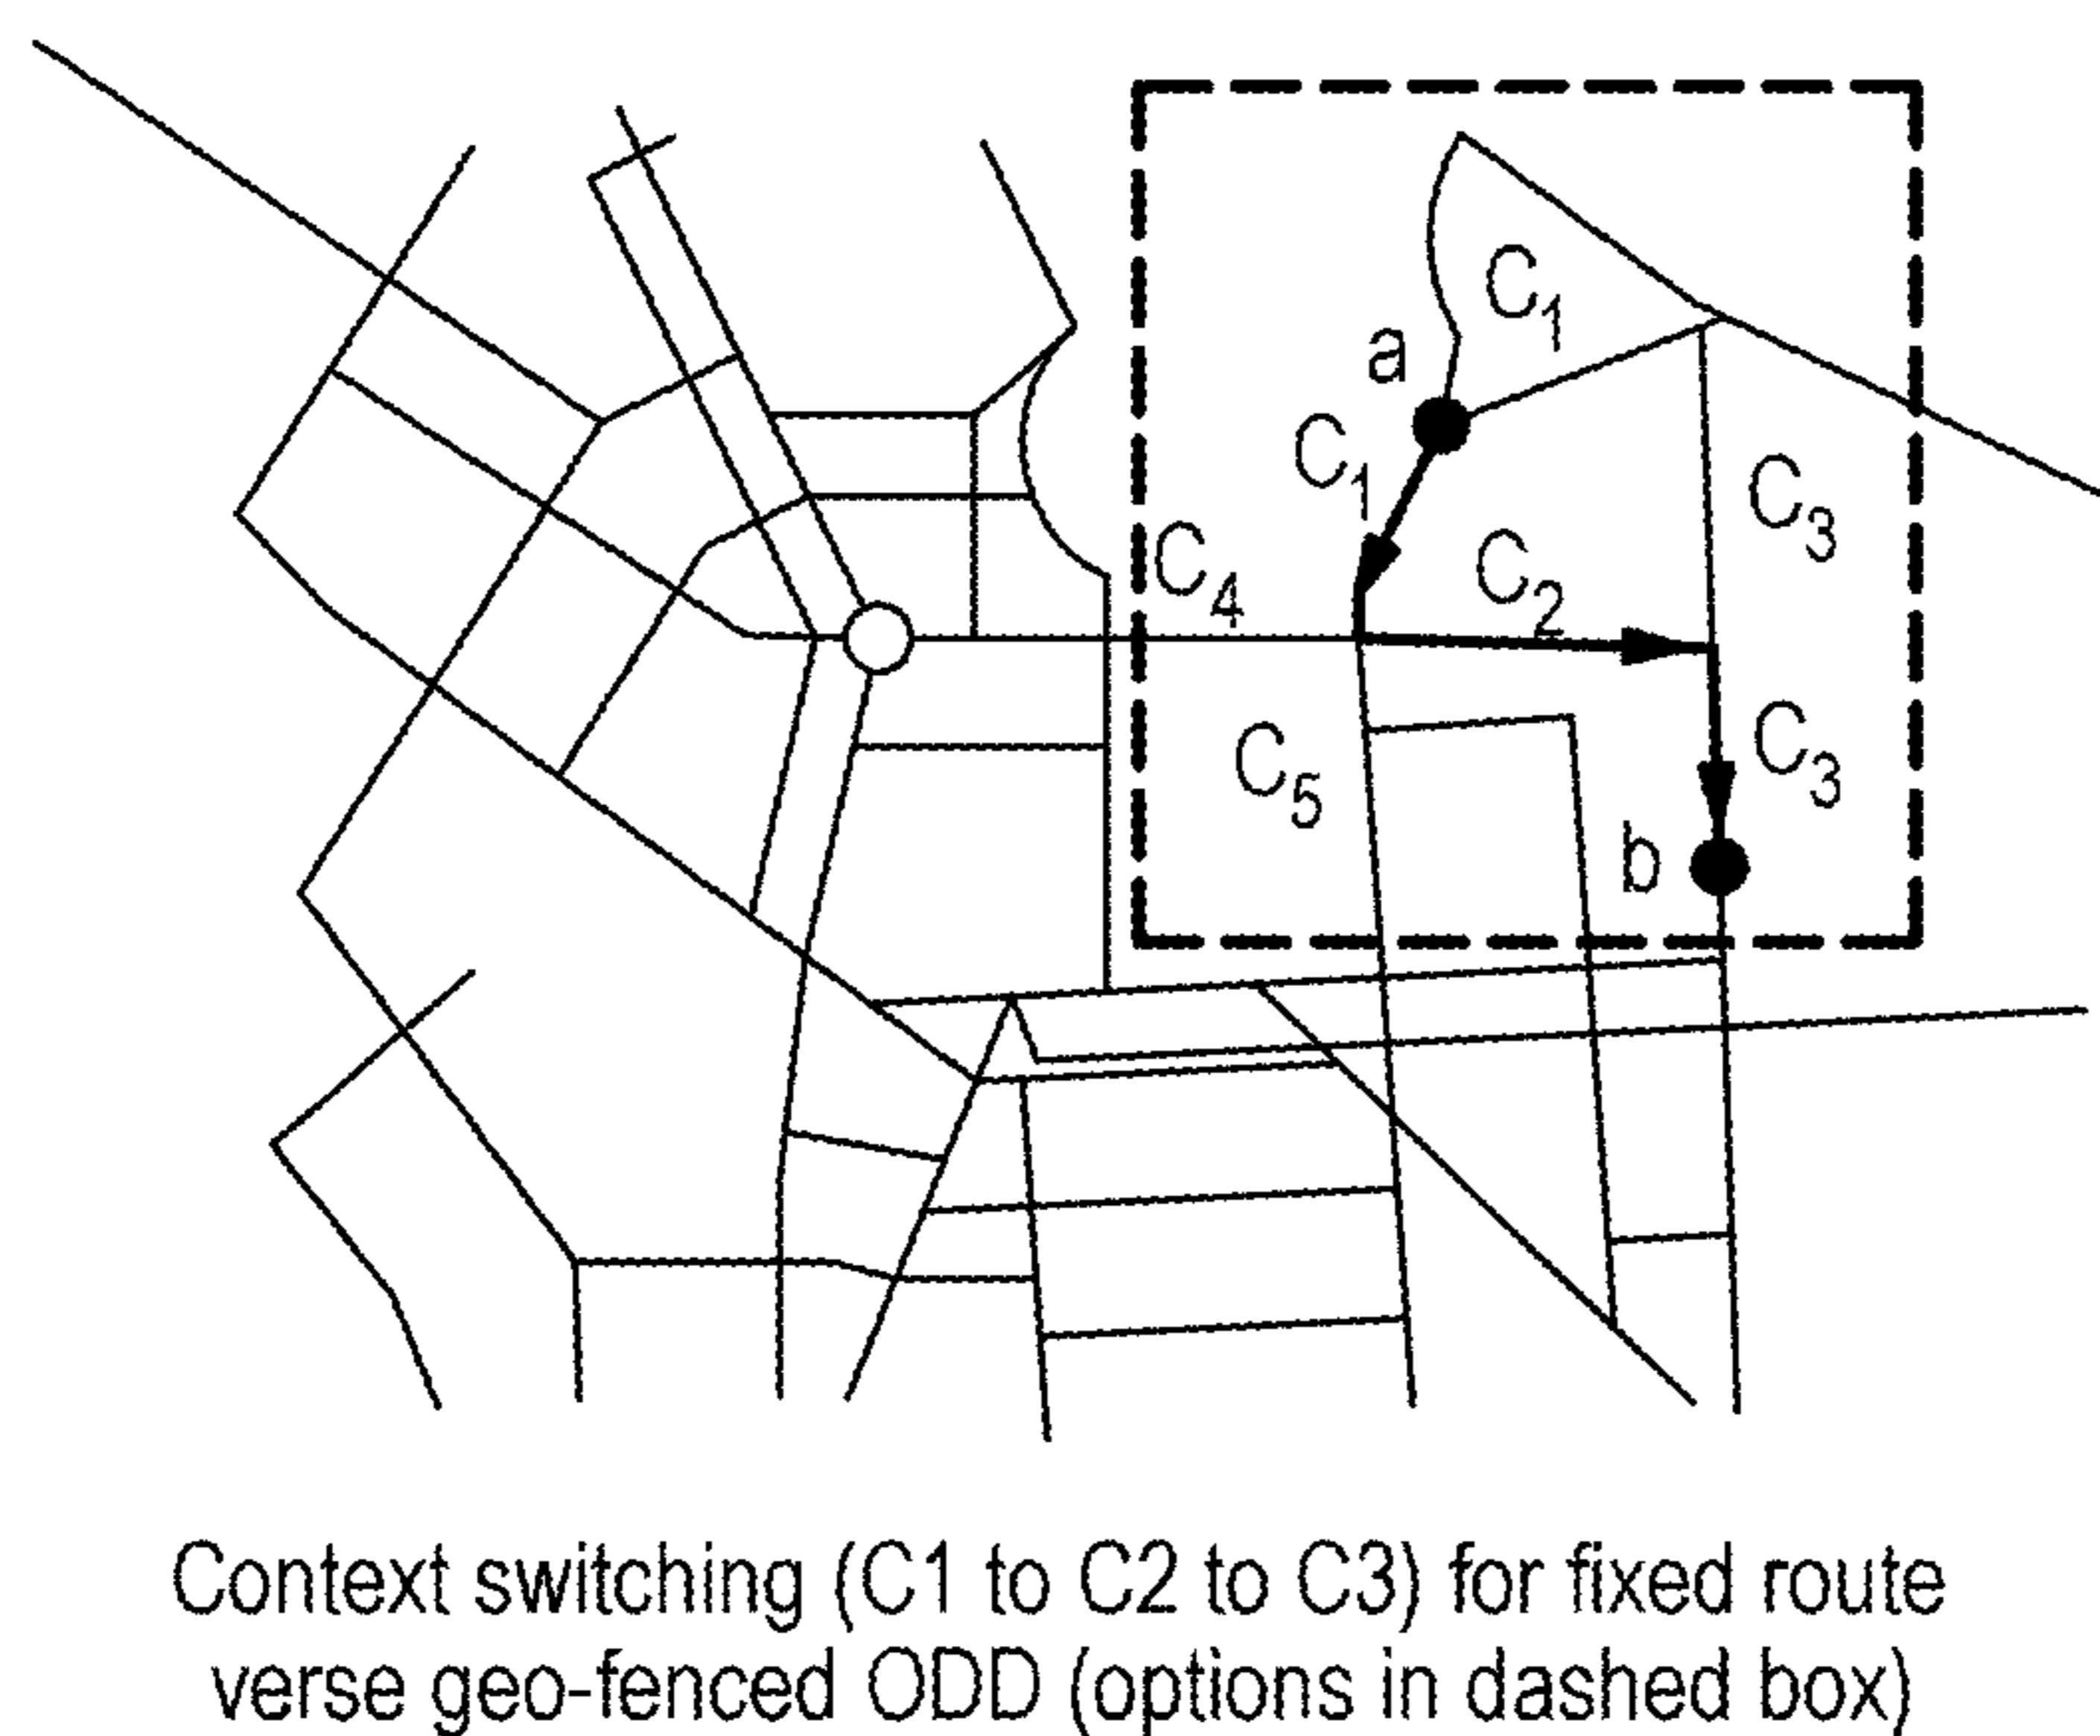 C1
a
C1
C3
C4
C2
C5
C3
b
Context switching (C1 to C2 to C3) for fixed route
verse geo-fenced ODD (options in dashed box)